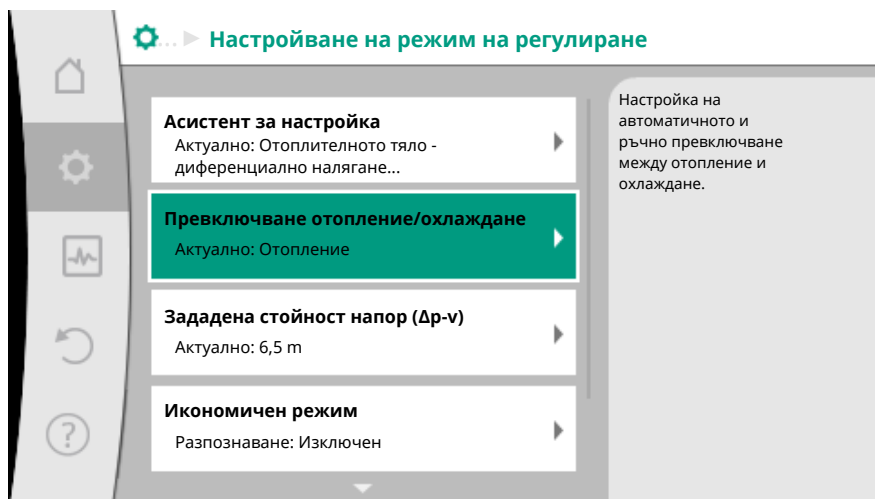 ... Настройване на режим на регулиране
Асистент за настройка
Актуално: Отоплителното тяло -
диференциално налягане...
Превключване отопление/охлаждане
Актуално: Отопление
Зададена стойност напор (Δp-v)
Актуално: 6,5 m
Икономичен режим
Разпознаване: Изключен
Настройка на
автоматичното и
ръчно превключване
между отопление и
охлаждане.
?